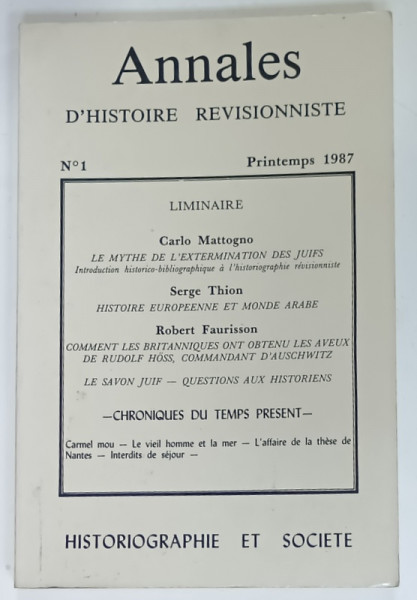 Annales
D'HISTOIRE REVISIONNISTE
N°1 Printemps 1987
LIMINAIRE
Carlo Mattogno
LE MYTHE DE L'EXTERMINATION DES JUIFS
Introduction historico-bibliographique à l'historiographie révisionniste
Serge Thion
HISTOIRE EUROPEENNE ET MONDE ARABE
Robert Faurisson
COMMENT LES BRITANNIQUES ONT OBTENU LES AVEUX
DE RUDOLF HÖSS, COMMANDANT D'AUSCHWITZ
LE SAVON JUIF — QUESTIONS AUX HISTORIENS
—CHRONIQUES DU TEMPS PRESENT—
Carmel mou — Le vieil homme et la mer — L'affaire de la thèse de
Nantes — Interdits de séjour —
HISTORIOGRAPHIE ET SOCIETE